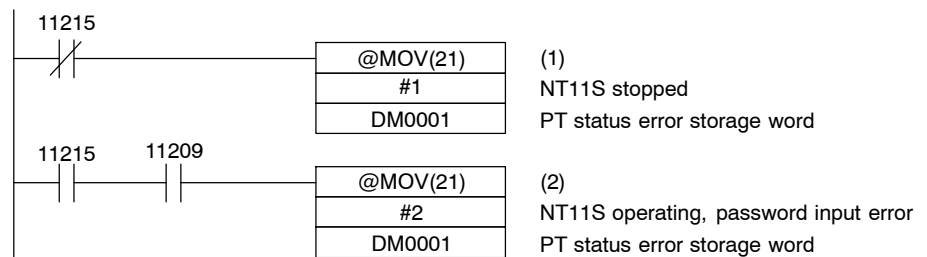 11215
@MOV(21) (1)
#1 NT11S stopped
DM0001 PT status error storage word
11215 11209
@MOV(21) (2)
#2 NT11S operating, password input error
DM0001 PT status error storage word